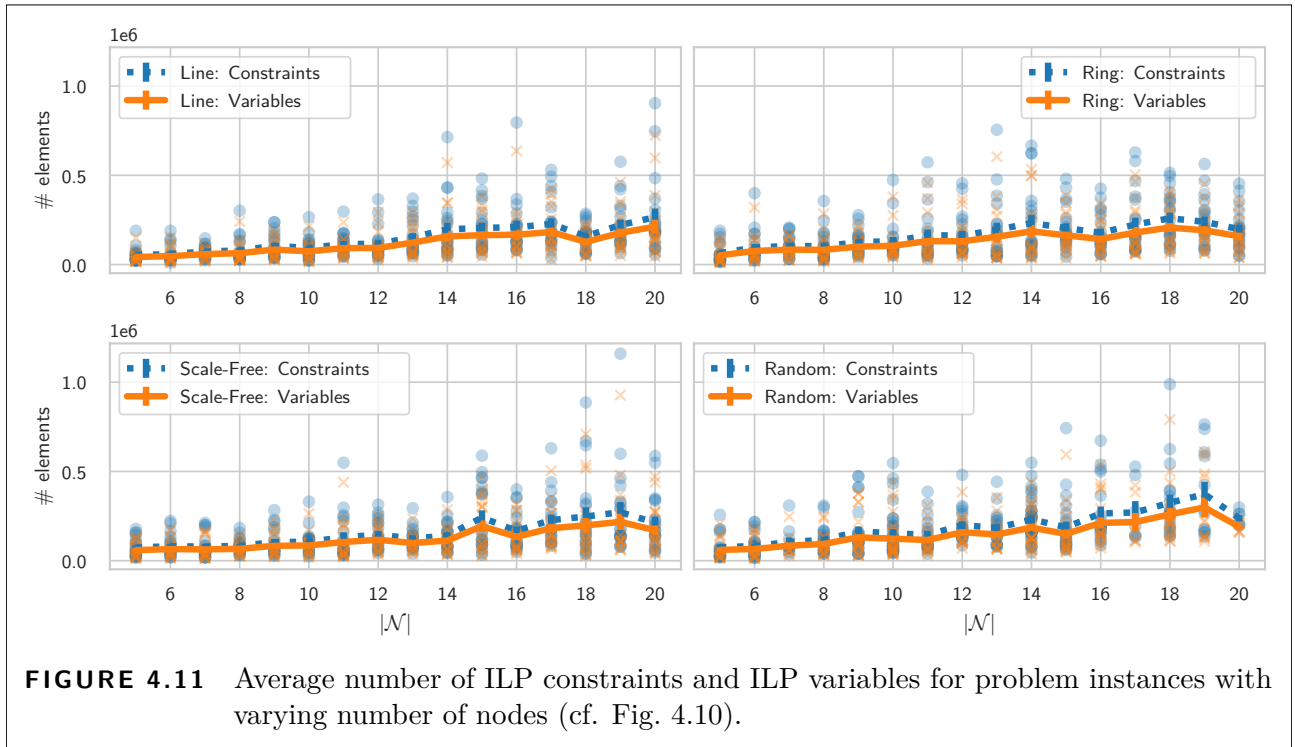 1e6
Line: Constraints
Line: Variables
# elements
1.0
0.5
0.0
6 8 10 12 14 16 18 20
Ring: Constraints
Ring: Variables
6 8 10 12 14 16 18 20
1e6
Scale-Free: Constraints
Scale-Free: Variables
# elements
1.0
0.5
0.0
6 8 10 12 14 16 18 20
|𝒩|
Random: Constraints
Random: Variables
6 8 10 12 14 16 18 20
|𝒩|
FIGURE 4.11 Average number of ILP constraints and ILP variables for problem instances with
varying number of nodes (cf. Fig. 4.10).